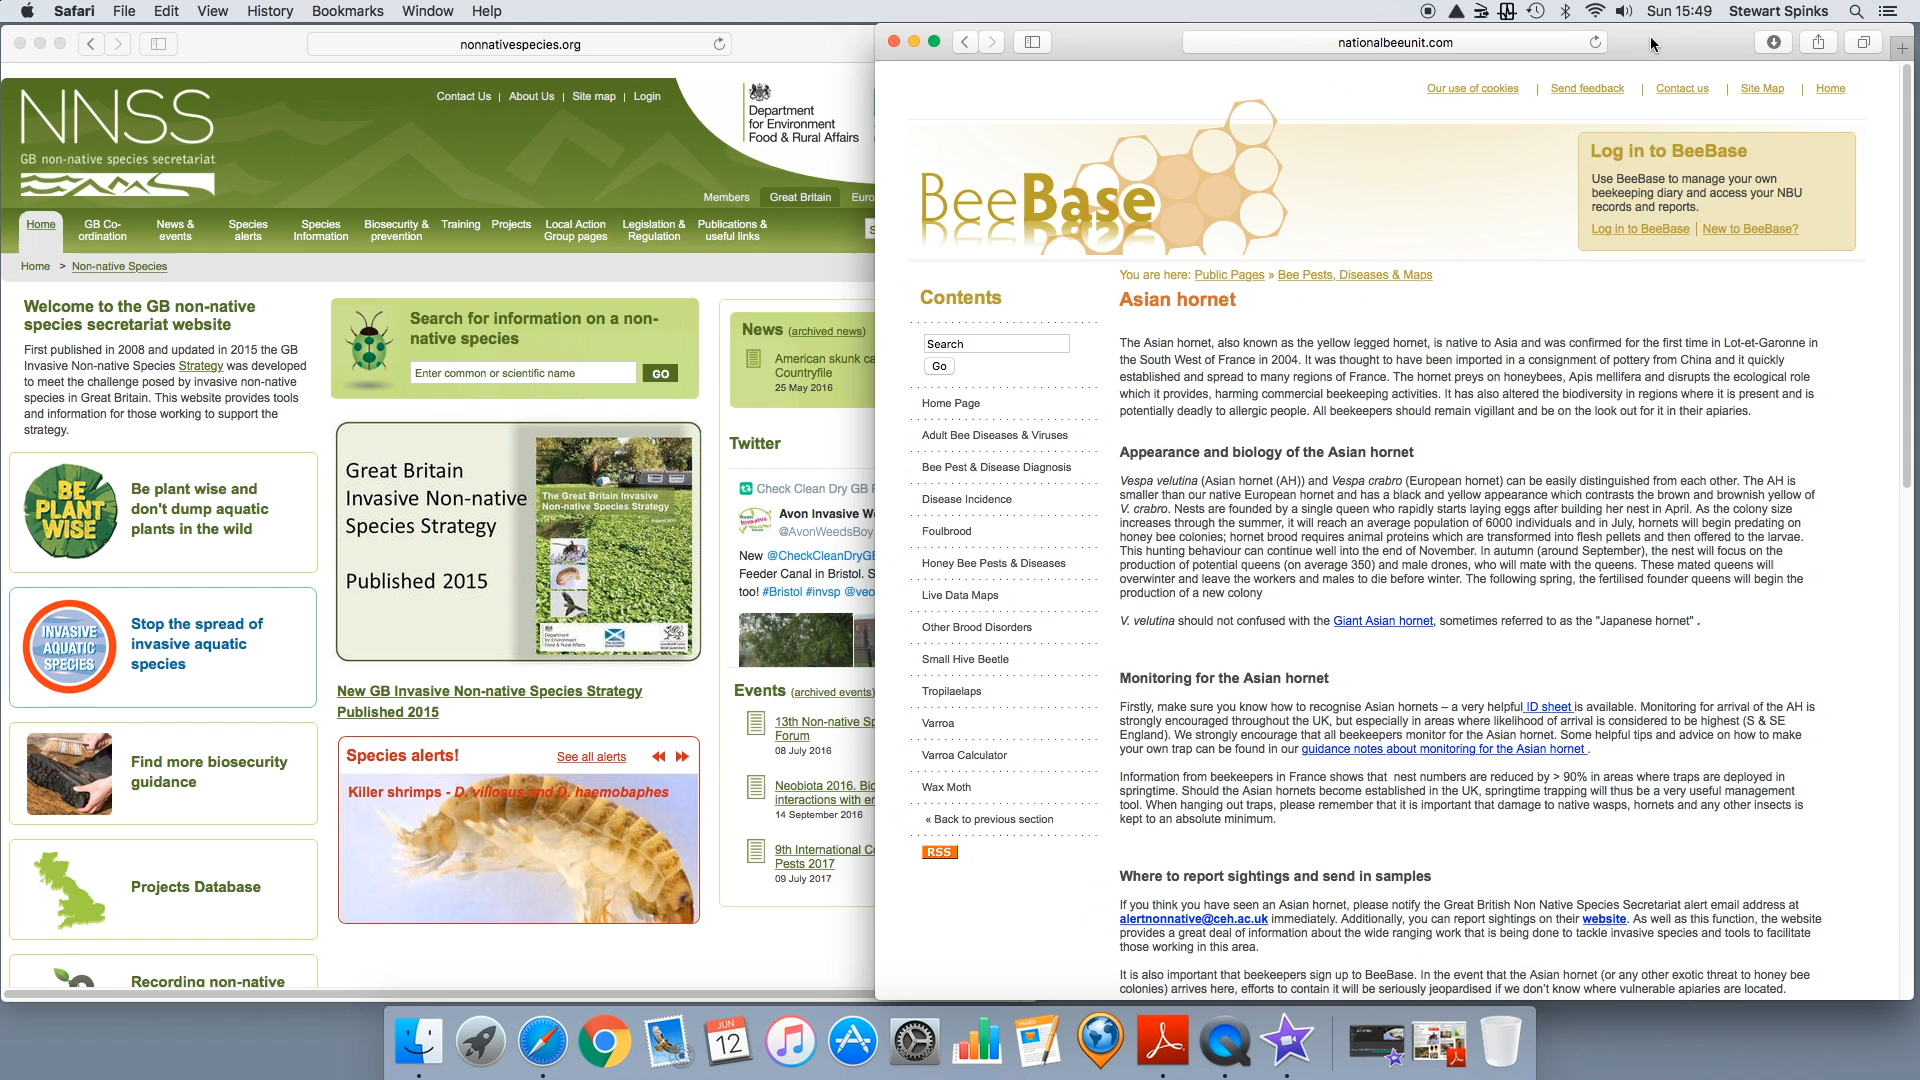 Safari File Edit View History Bookmarks Window Help
Sun 15:49 Stewart Spinks
nonnativespecies.org
NNSS
GB non-native species secretariat
Contact Us | About Us | Site map | Login
Department
for Environment
Food & Rural Affairs
Members Great Britain Euro
Home GB Co-ordination News & events Species alerts Species Information Biosecurity & prevention Training Projects Local Action Group pages Legislation & Regulation Publications & useful links
Home > Non-native Species
Welcome to the GB non-native
species secretariat website
First published in 2008 and updated in 2015 the GB
Invasive Non-native Species Strategy was developed
to meet the challenge posed by invasive non-native
species in Great Britain. This website provides tools
and information for those working to support the
strategy.
BE
PLANT
WISE
Be plant wise and
don't dump aquatic
plants in the wild
INVASIVE
AQUATIC
SPECIES
Stop the spread of
invasive aquatic
species
Find more biosecurity
guidance
Projects Database
Recording non-native
Search for information on a non-
native species
Enter common or scientific name GO
Great Britain
Invasive Non-native
Species Strategy
Published 2015
The Great Britain Invasive
Non-native Species Strategy
New GB Invasive Non-native Species Strategy
Published 2015
Species alerts! See all alerts
Killer shrimps - D. villosus and D. haemobaphes
News (archived news)
American skunk ca
Countryfile
25 May 2016
Twitter
Check Clean Dry GB R
Avon Invasive We
@AvonWeedsBoy
New @CheckCleanDryGB
Feeder Canal in Bristol. S
too! #Bristol #invsp @veo
Events (archived events)
13th Non-native Sp
Forum
08 July 2016
Neobiota 2016. Bio
interactions with en
14 September 2016
9th International Co
Pests 2017
09 July 2017
nationalbeeunit.com
Our use of cookies | Send feedback | Contact us | Site Map | Home
BeeBase
Log in to BeeBase
Use BeeBase to manage your own
beekeeping diary and access your NBU
records and reports.
Log in to BeeBase | New to BeeBase?
You are here: Public Pages » Bee Pests, Diseases & Maps
Contents
Search
Go
Home Page
Adult Bee Diseases & Viruses
Bee Pest & Disease Diagnosis
Disease Incidence
Foulbrood
Honey Bee Pests & Diseases
Live Data Maps
Other Brood Disorders
Small Hive Beetle
Tropilaelaps
Varroa
Varroa Calculator
Wax Moth
« Back to previous section
RSS
Asian hornet
The Asian hornet, also known as the yellow legged hornet, is native to Asia and was confirmed for the first time in Lot-et-Garonne in
the South West of France in 2004. It was thought to have been imported in a consignment of pottery from China and it quickly
established and spread to many regions of France. The hornet preys on honeybees, Apis mellifera and disrupts the ecological role
which it provides, harming commercial beekeeping activities. It has also altered the biodiversity in regions where it is present and is
potentially deadly to allergic people. All beekeepers should remain vigillant and be on the look out for it in their apiaries.
Appearance and biology of the Asian hornet
Vespa velutina (Asian hornet (AH)) and Vespa crabro (European hornet) can be easily distinguished from each other. The AH is
smaller than our native European hornet and has a black and yellow appearance which contrasts the brown and brownish yellow of
V. crabro. Nests are founded by a single queen who rapidly starts laying eggs after building her nest in April. As the colony size
increases through the summer, it will reach an average population of 6000 individuals and in July, hornets will begin predating on
honey bee colonies; hornet brood requires animal proteins which are transformed into flesh pellets and then offered to the larvae.
This hunting behaviour can continue well into the end of November. In autumn (around September), the nest will focus on the
production of potential queens (on average 350) and male drones, who will mate with the queens. These mated queens will
overwinter and leave the workers and males to die before winter. The following spring, the fertilised founder queens will begin the
production of a new colony
V. velutina should not confused with the Giant Asian hornet, sometimes referred to as the "Japanese hornet" .
Monitoring for the Asian hornet
Firstly, make sure you know how to recognise Asian hornets – a very helpful ID sheet is available. Monitoring for arrival of the AH is
strongly encouraged throughout the UK, but especially in areas where likelihood of arrival is considered to be highest (S & SE
England). We strongly encourage that all beekeepers monitor for the Asian hornet. Some helpful tips and advice on how to make
your own trap can be found in our guidance notes about monitoring for the Asian hornet .
Information from beekeepers in France shows that nest numbers are reduced by > 90% in areas where traps are deployed in
springtime. Should the Asian hornets become established in the UK, springtime trapping will thus be a very useful management
tool. When hanging out traps, please remember that it is important that damage to native wasps, hornets and any other insects is
kept to an absolute minimum.
Where to report sightings and send in samples
If you think you have seen an Asian hornet, please notify the Great British Non Native Species Secretariat alert email address at
alertnonnative@ceh.ac.uk immediately. Additionally, you can report sightings on their website. As well as this function, the website
provides a great deal of information about the wide ranging work that is being done to tackle invasive species and tools to facilitate
those working in this area.
It is also important that beekeepers sign up to BeeBase. In the event that the Asian hornet (or any other exotic threat to honey bee
colonies) arrives here, efforts to contain it will be seriously jeopardised if we don't know where vulnerable apiaries are located.
JUN
12
PAGES